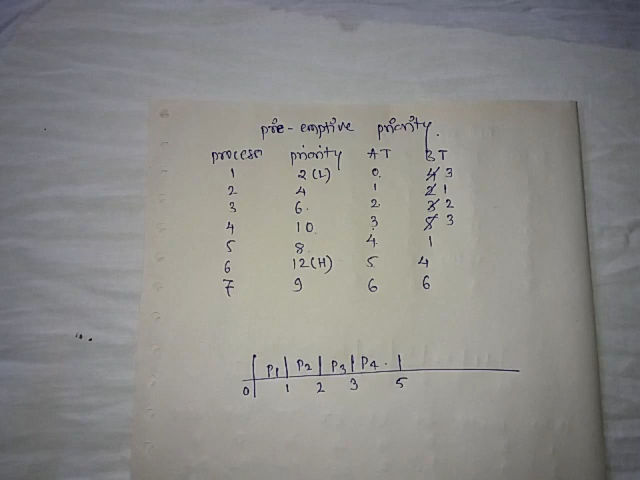 pre-emptive priority.
process priority AT BT
1 2(L) 0 4 3
2 4 1 2 1
3 6 2 3 2
4 10 3 5 3
5 8 4 1
6 12(H) 5 4
7 9 6 6
P1 P2 P3 P4
0 1 2 3 5